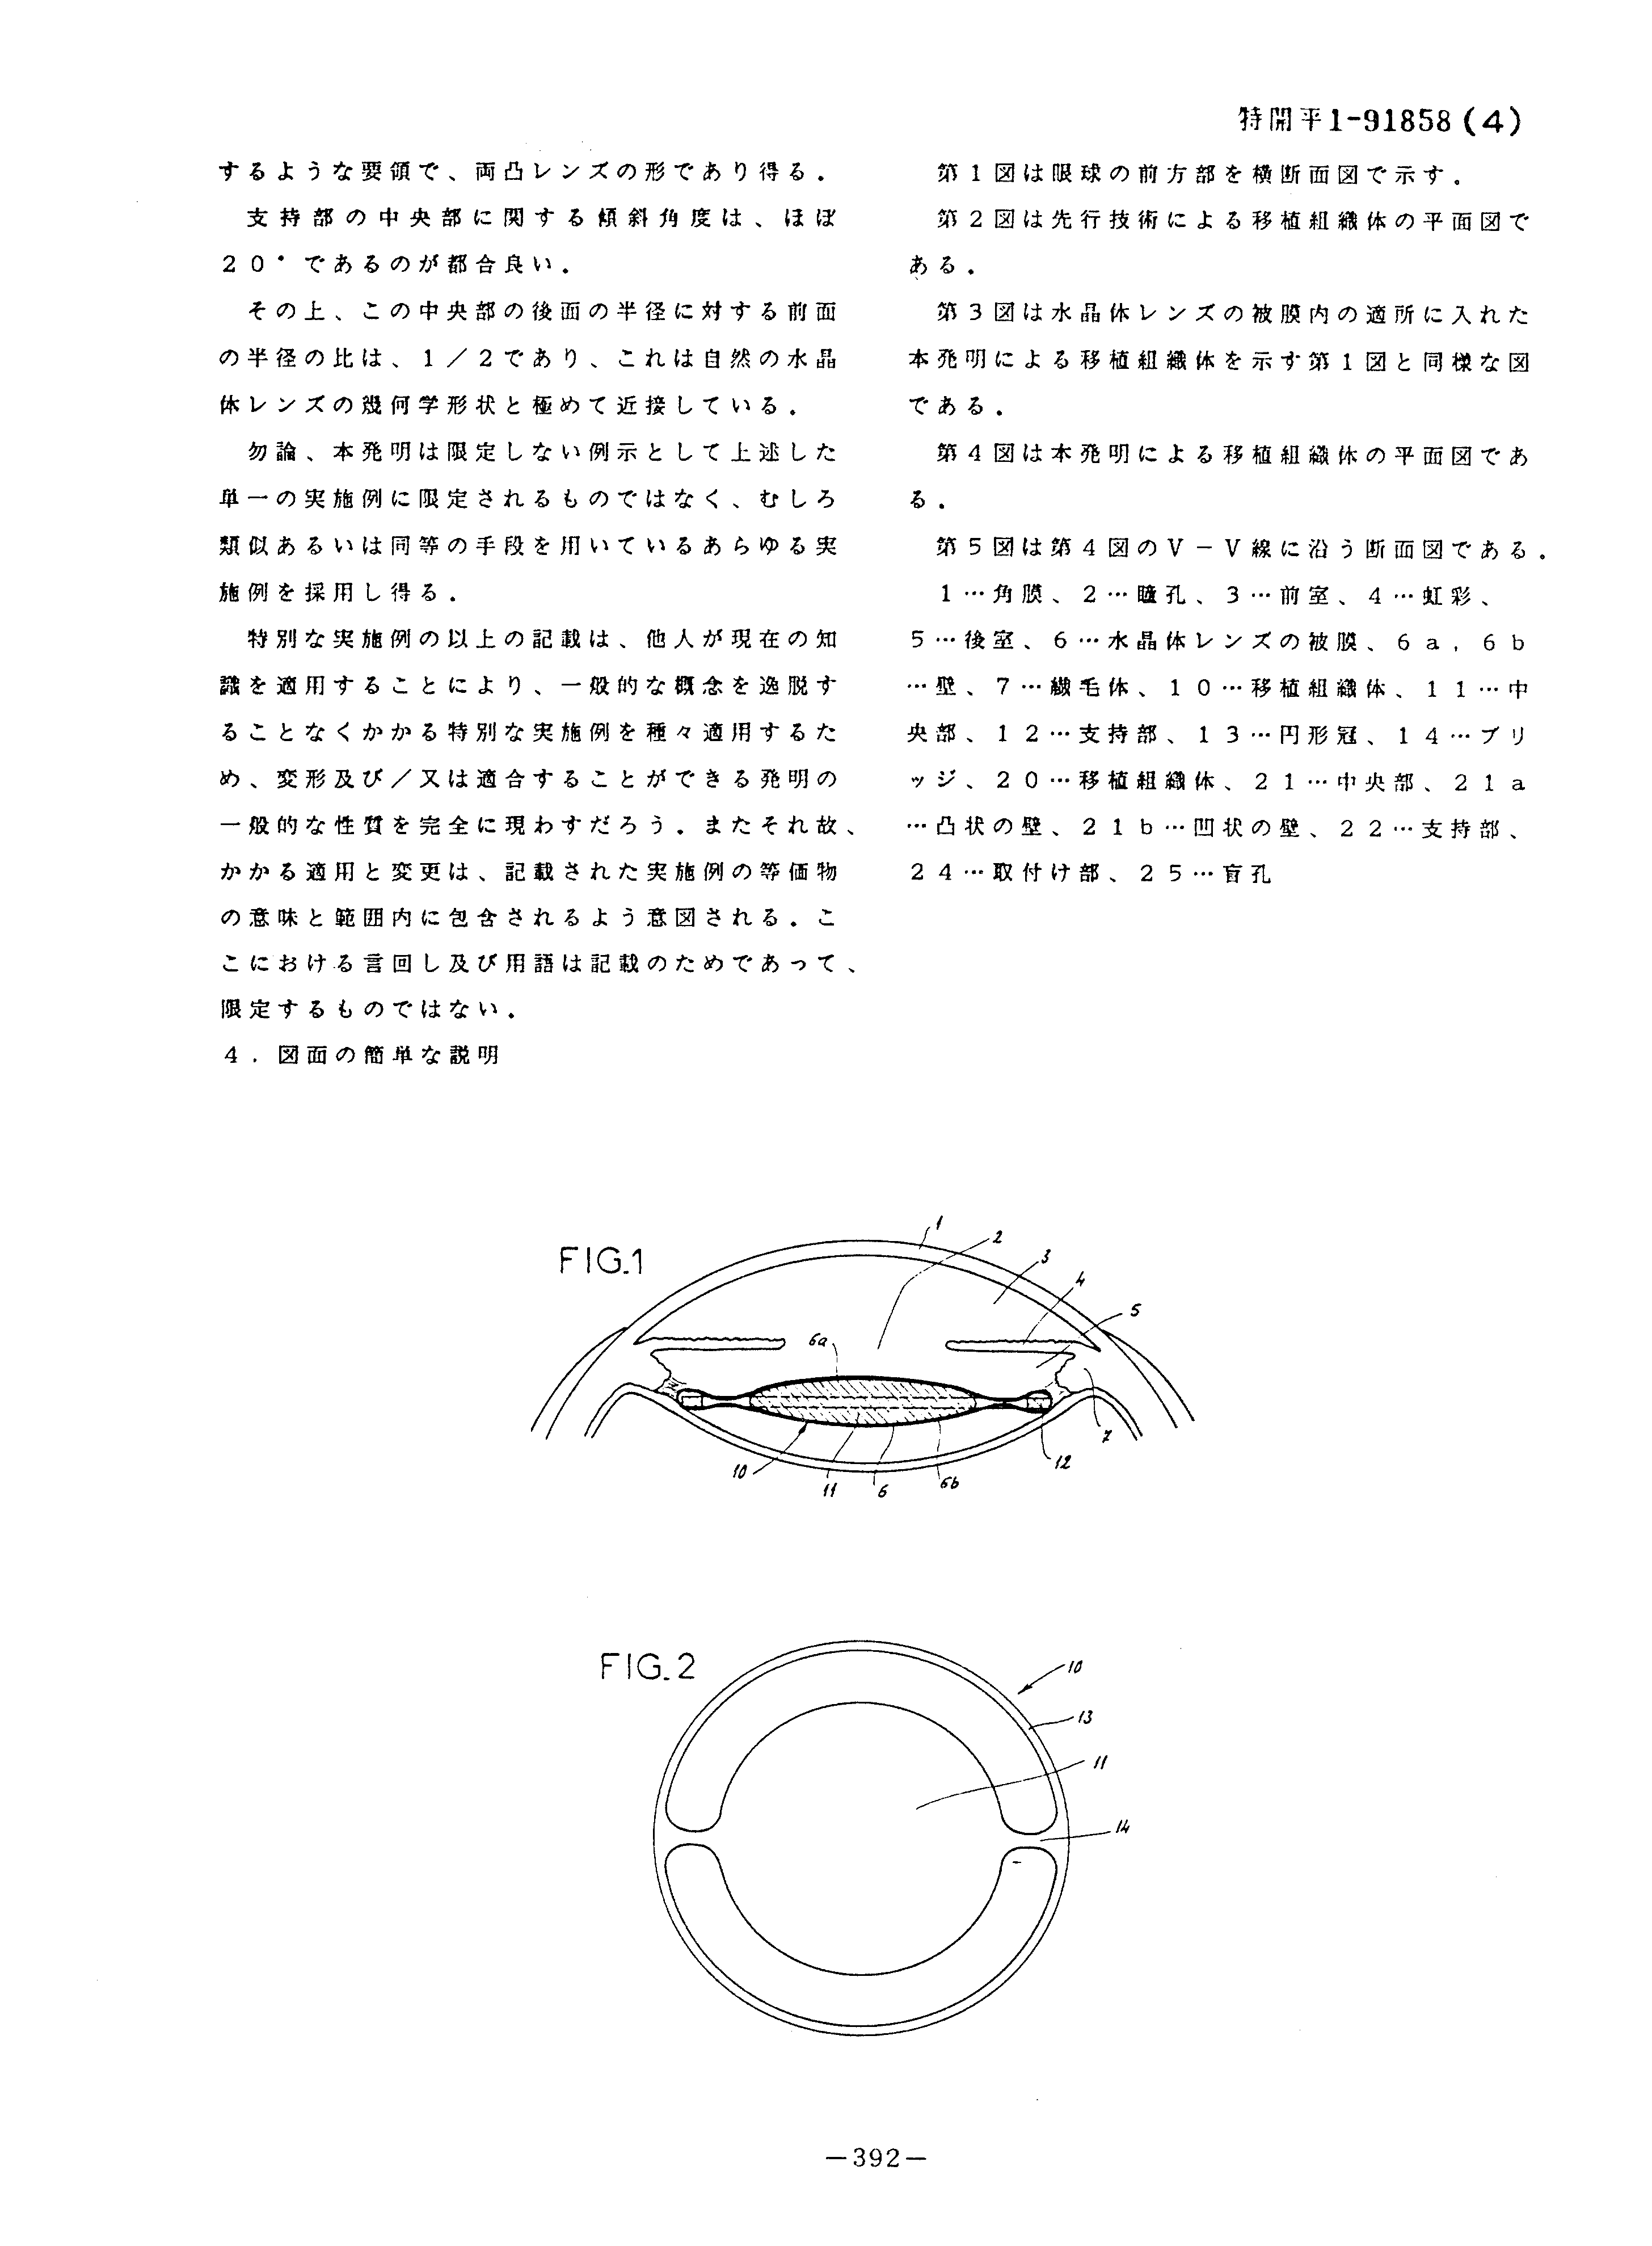 特開平1-91858(4)
するような要領で、両凸レンズの形であり得る.
支持部の中央部に関する傾斜角度は、ほぼ
20°であるのが都合良い.
その上、この中央部の後面の半径に対する前面
の半径の比は、1/2であり、これは自然の水晶
体レンズの幾何学形状と極めて近接している.
勿論、本発明は限定しない例示として上述した
単一の実施例に限定されるものではなく、むしろ
類似あるいは同等の手段を用いているあらゆる実
施例を採用し得る.
特別な実施例の以上の記載は、他人が現在の知
識を適用することにより、一般的な概念を逸脱す
ることなくかかる特別な実施例を種々適用するた
め、変形及び/又は適合することができる発明の
一般的な性質を完全に現わすだろう.またそれ故、
かかる適用と変更は、記載された実施例の等価物
の意味と範囲内に包含されるよう意図される.こ
こにおける言回し及び用語は記載のためであって、
限定するものではない.
4.図面の簡単な説明
第1図は眼球の前方部を横断面図で示す.
第2図は先行技術による移植組織体の平面図で
ある.
第3図は水晶体レンズの被膜内の適所に入れた
本発明による移植組織体を示す第1図と同様な図
である.
第4図は本発明による移植組織体の平面図であ
る.
第5図は第4図のV-V線に沿う断面図である.
1…角膜、2…瞳孔、3…前室、4…虹彩、
5…後室、6…水晶体レンズの被膜、6a,6b
…壁、7…繊毛体、10…移植組織体、11…中
央部、12…支持部、13…円形冠、14…ブリ
ッジ、20…移植組織体、21…中央部、21a
…凸状の壁、21b…凹状の壁、22…支持部、
24…取付け部、25…盲孔
FIG.1
1
2
3
4
5
6a
7
12
10
11
6
6b
FIG.2
10
13
11
14
-392-